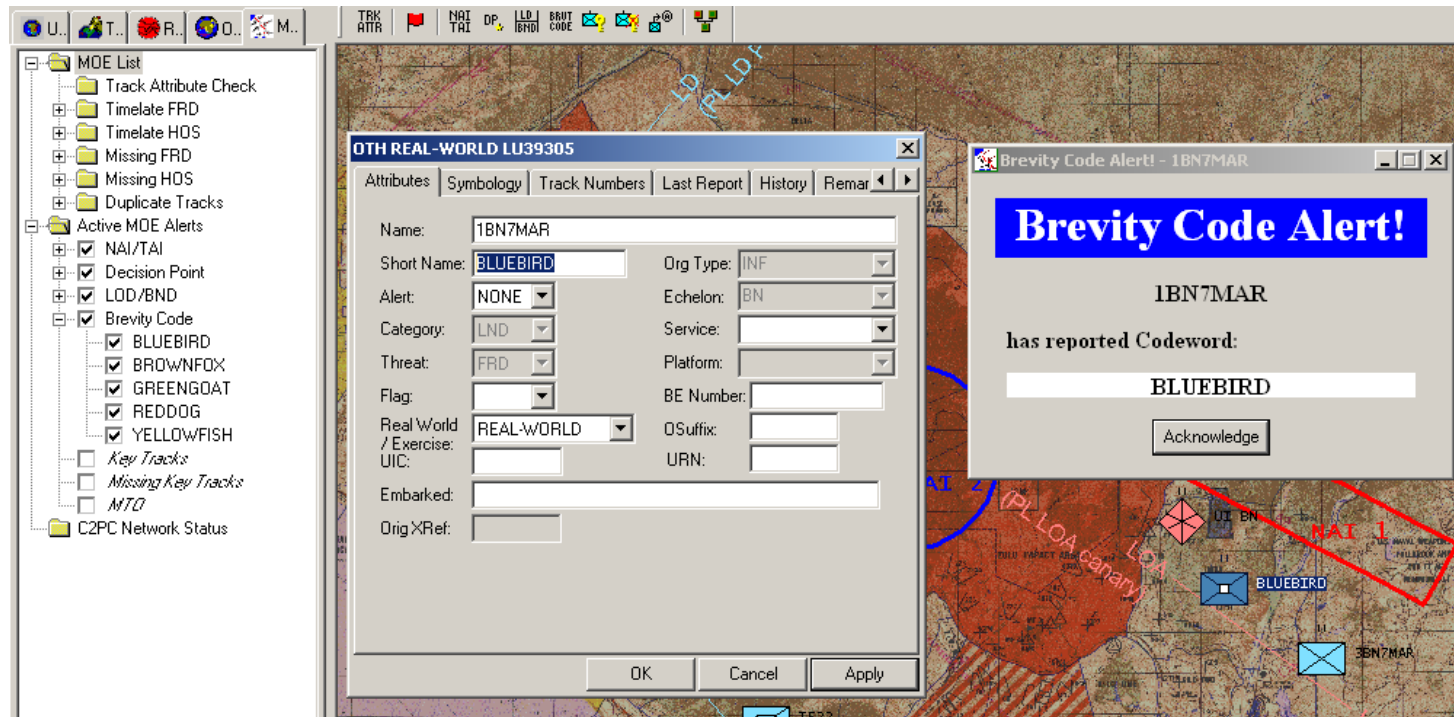 U.. T.. R.. O.. M..
TRK
ATTR
NAI
TAI
DP
LD
BND
BRVT
CODE
MOE List
Track Attribute Check
Timelate FRD
Timelate HOS
Missing FRD
Missing HOS
Duplicate Tracks
Active MOE Alerts
NAI/TAI
Decision Point
LOD/BND
Brevity Code
BLUEBIRD
BROWNFOX
GREENGOAT
REDDOG
YELLOWFISH
Key Tracks
Missing Key Tracks
MTO
C2PC Network Status
LD
(PL LD
OTH REAL-WORLD LU39305
Attributes Symbology Track Numbers Last Report History Remar
Name: 1BN7MAR
Short Name: BLUEBIRD Org Type: INF
Alert: NONE Echelon: BN
Category: LND Service:
Threat: FRD Platform:
Flag: BE Number:
Real World
/ Exercise: REAL-WORLD OSuffix:
UIC: URN:
Embarked:
Orig XRef:
OK Cancel Apply
Brevity Code Alert! - 1BN7MAR
Brevity Code Alert!
1BN7MAR
has reported Codeword:
BLUEBIRD
Acknowledge
AI 2
(PL LOA canary)
LOA
UI BN
NAI 1
BLUEBIRD
3BN7MAR